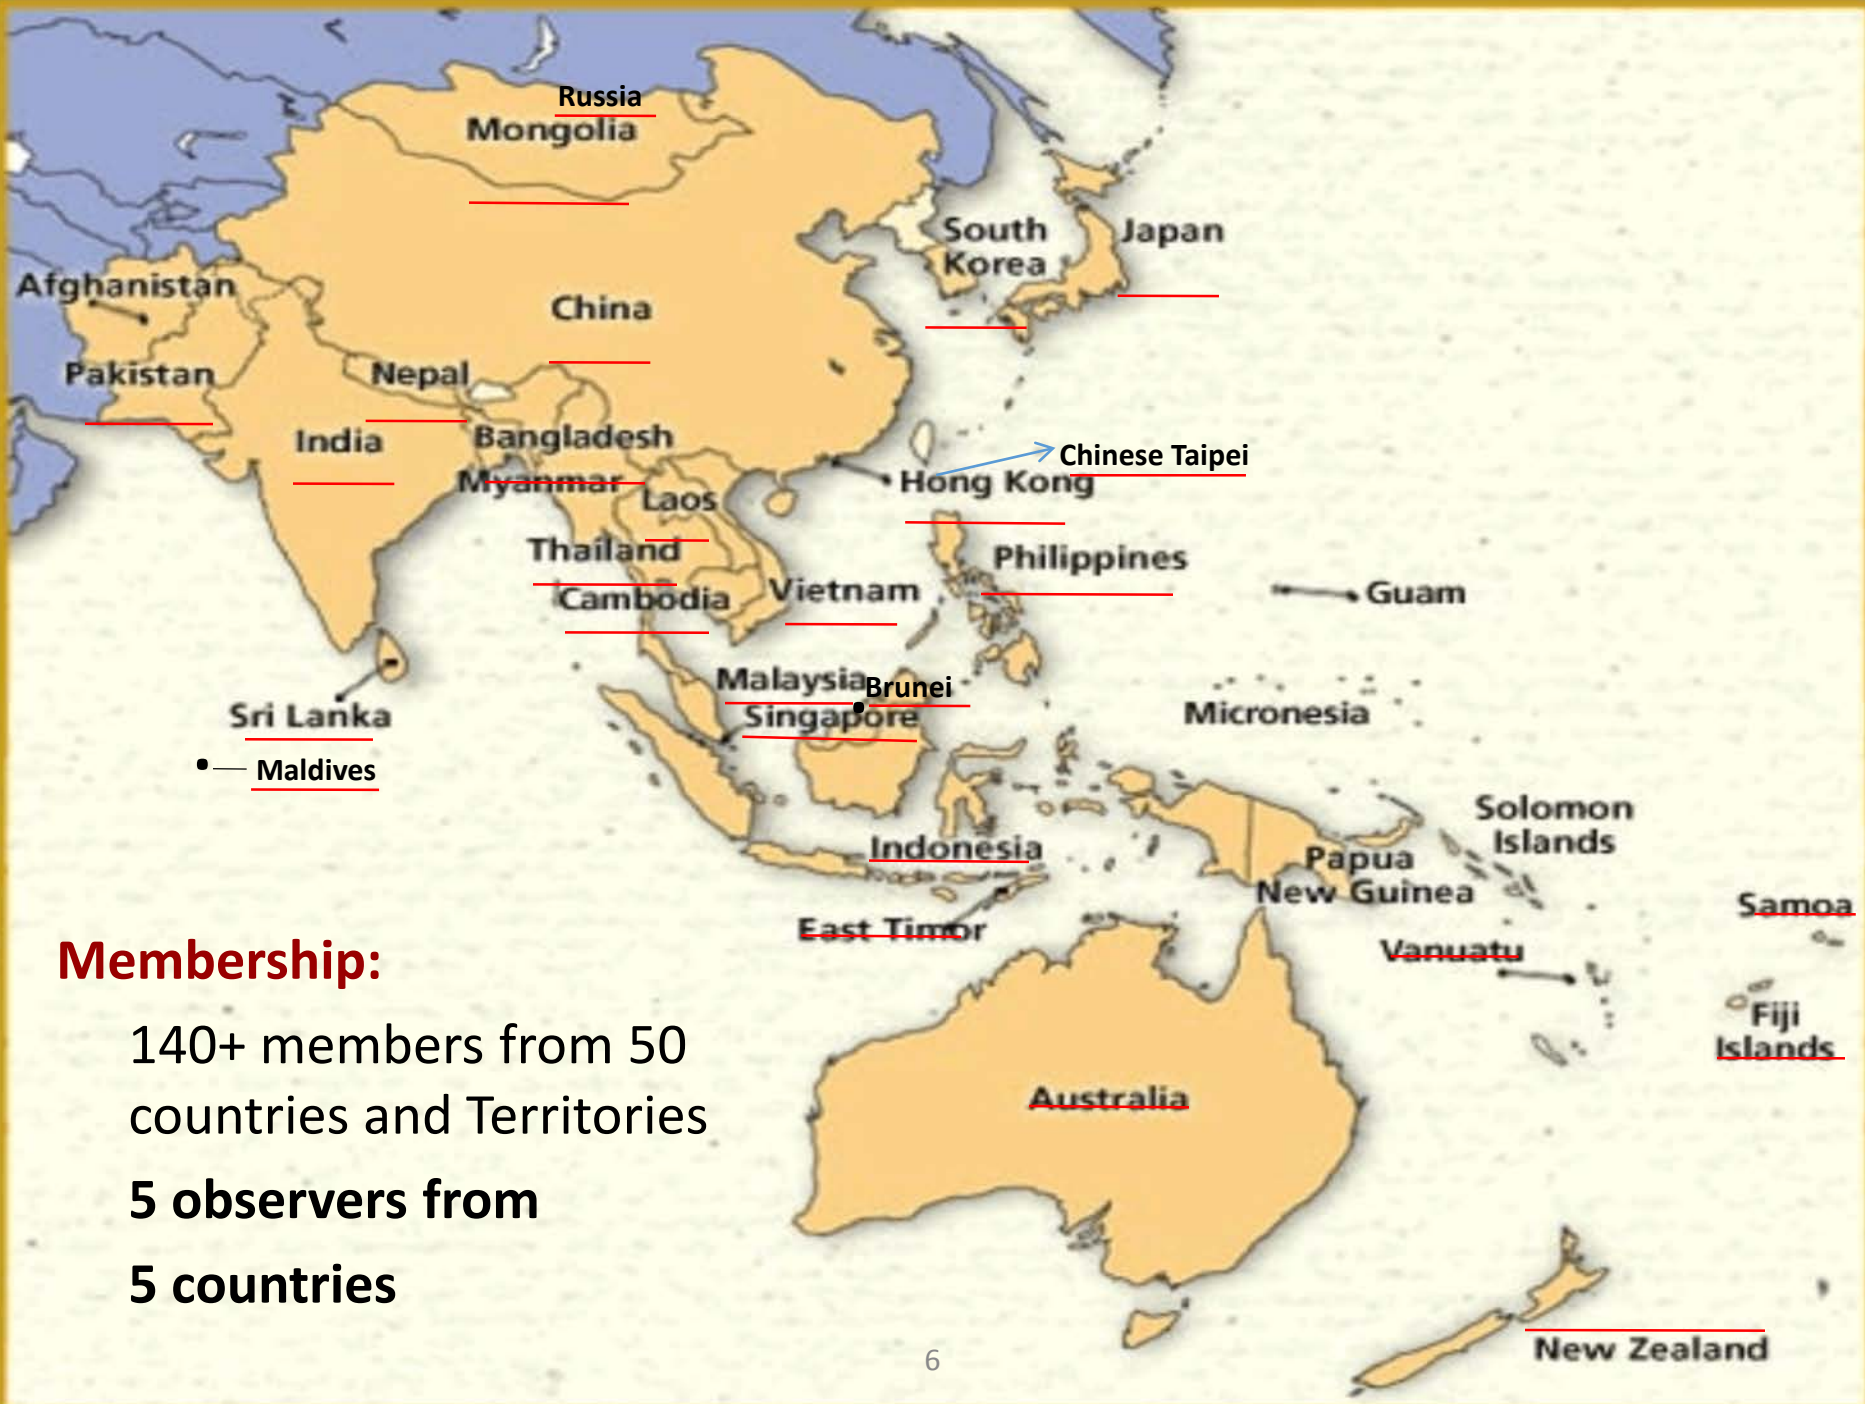 Russia
Mongolia
South
Korea
Japan
Afghanistan
China
Pakistan
Nepal
India
Bangladesh
Chinese Taipei
Myanmar
Laos
Hong Kong
Thailand
Philippines
Cambodia
Vietnam
Guam
Malaysia
Brunei
Sri Lanka
Singapore
Micronesia
Maldives
Solomon
Islands
Indonesia
Papua
New Guinea
Samoa
East Timor
Vanuatu
Fiji
Islands
Australia
New Zealand
Membership:
140+ members from 50
countries and Territories
5 observers from
5 countries
6